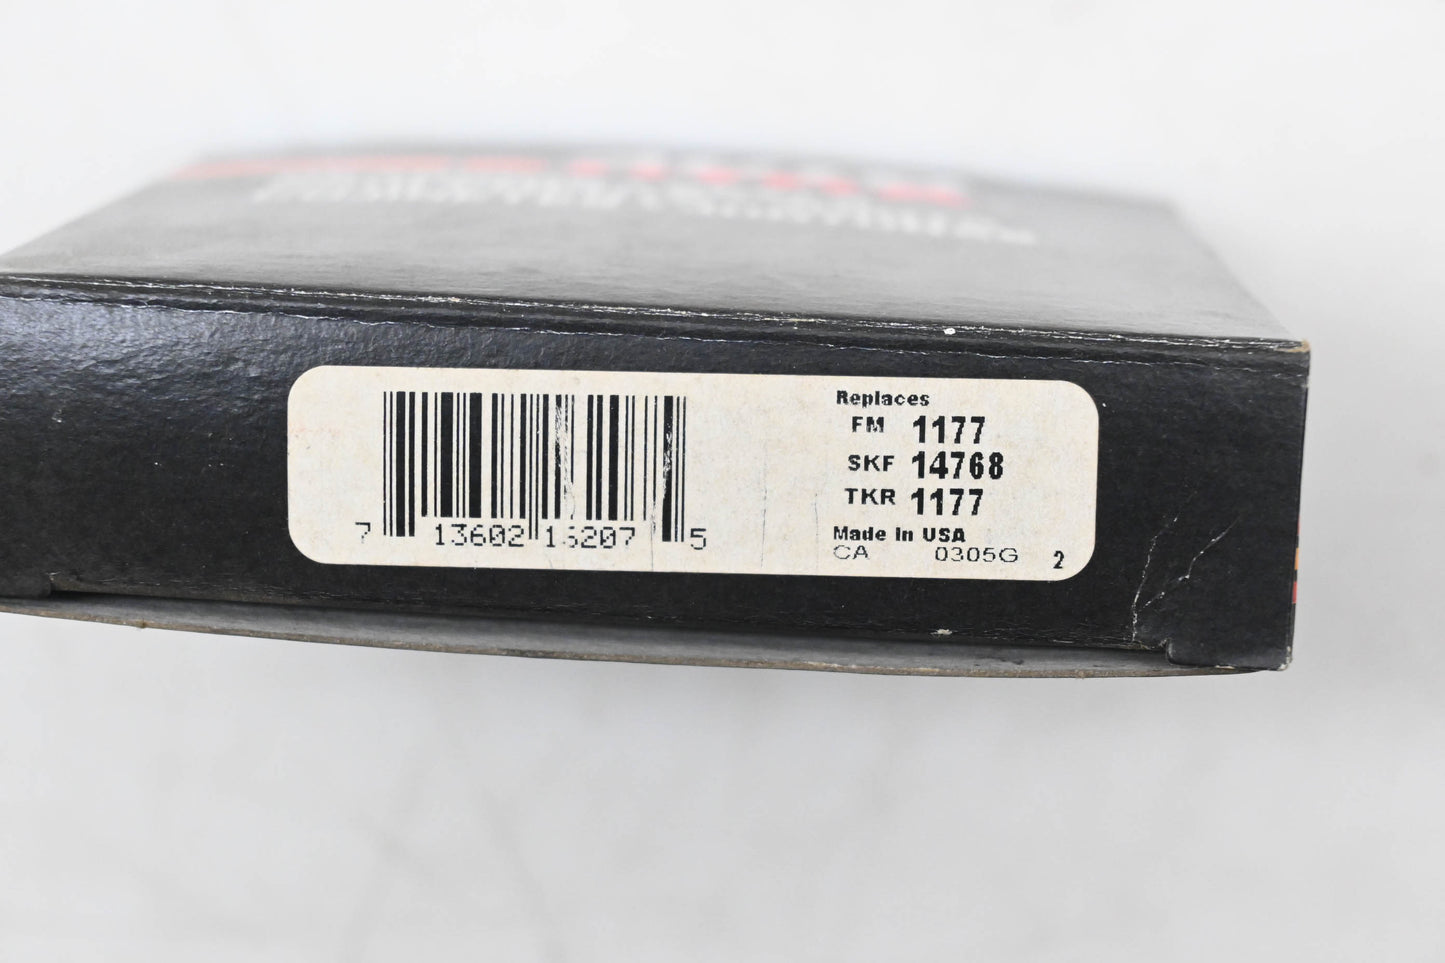 Replaces
FM 1177
SKF 14768
TKR 1177
Made In USA
CA 0305G 2
7 13602 16207 5